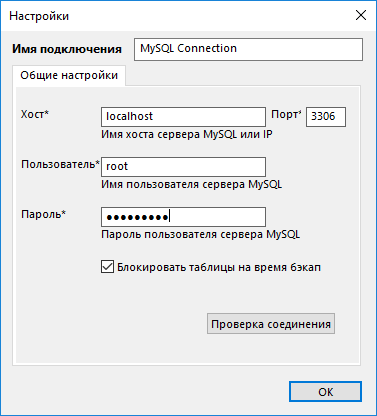 Настройки
Имя подключения MySQL Connection
Общие настройки
Хост* localhost Порт* 3306
Имя хоста сервера MySQL или IP
Пользователь* root
Имя пользователя сервера MySQL
Пароль* ●●●●●●●●●
Пароль пользователя сервера MySQL
Блокировать таблицы на время бэкап
Проверка соединения
OK